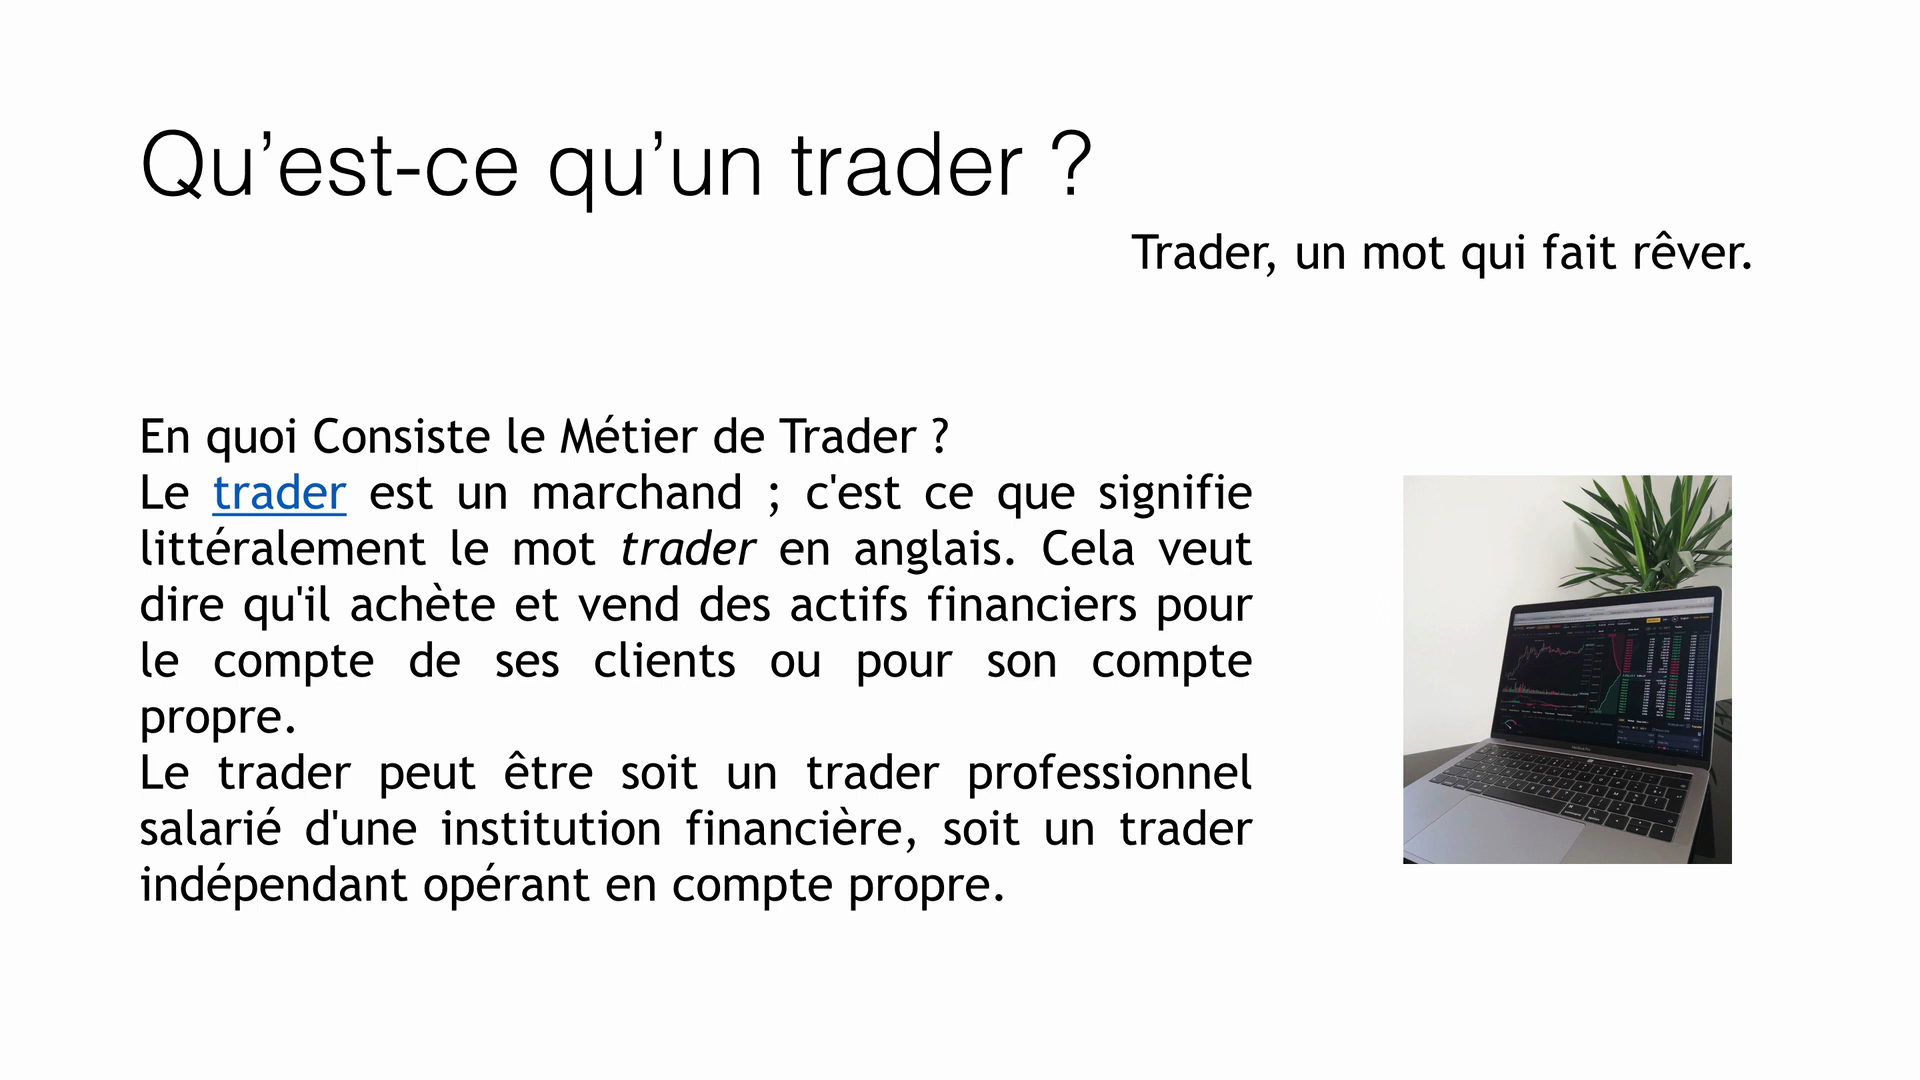 Qu’est-ce qu’un trader ?
Trader, un mot qui fait rêver.
En quoi Consiste le Métier de Trader ?
Le trader est un marchand ; c'est ce que signifie
littéralement le mot trader en anglais. Cela veut
dire qu'il achète et vend des actifs financiers pour
le compte de ses clients ou pour son compte
propre.
Le trader peut être soit un trader professionnel
salarié d'une institution financière, soit un trader
indépendant opérant en compte propre.